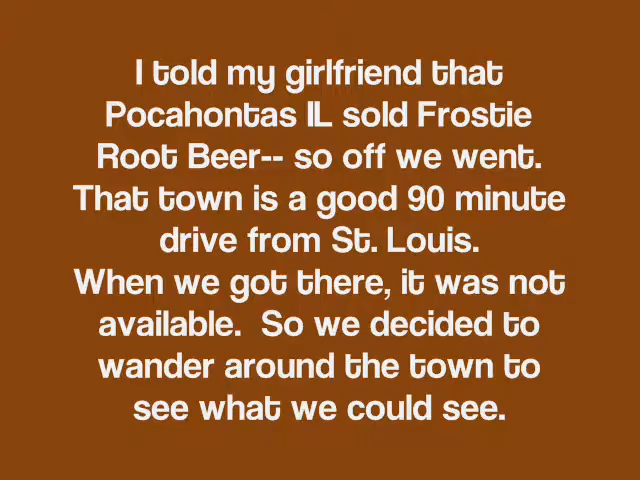 I told my girlfriend that
Pocahontas IL sold Frostie
Root Beer-- so off we went.
That town is a good 90 minute
drive from St. Louis.
When we got there, it was not
available.  So we decided to
wander around the town to
see what we could see.